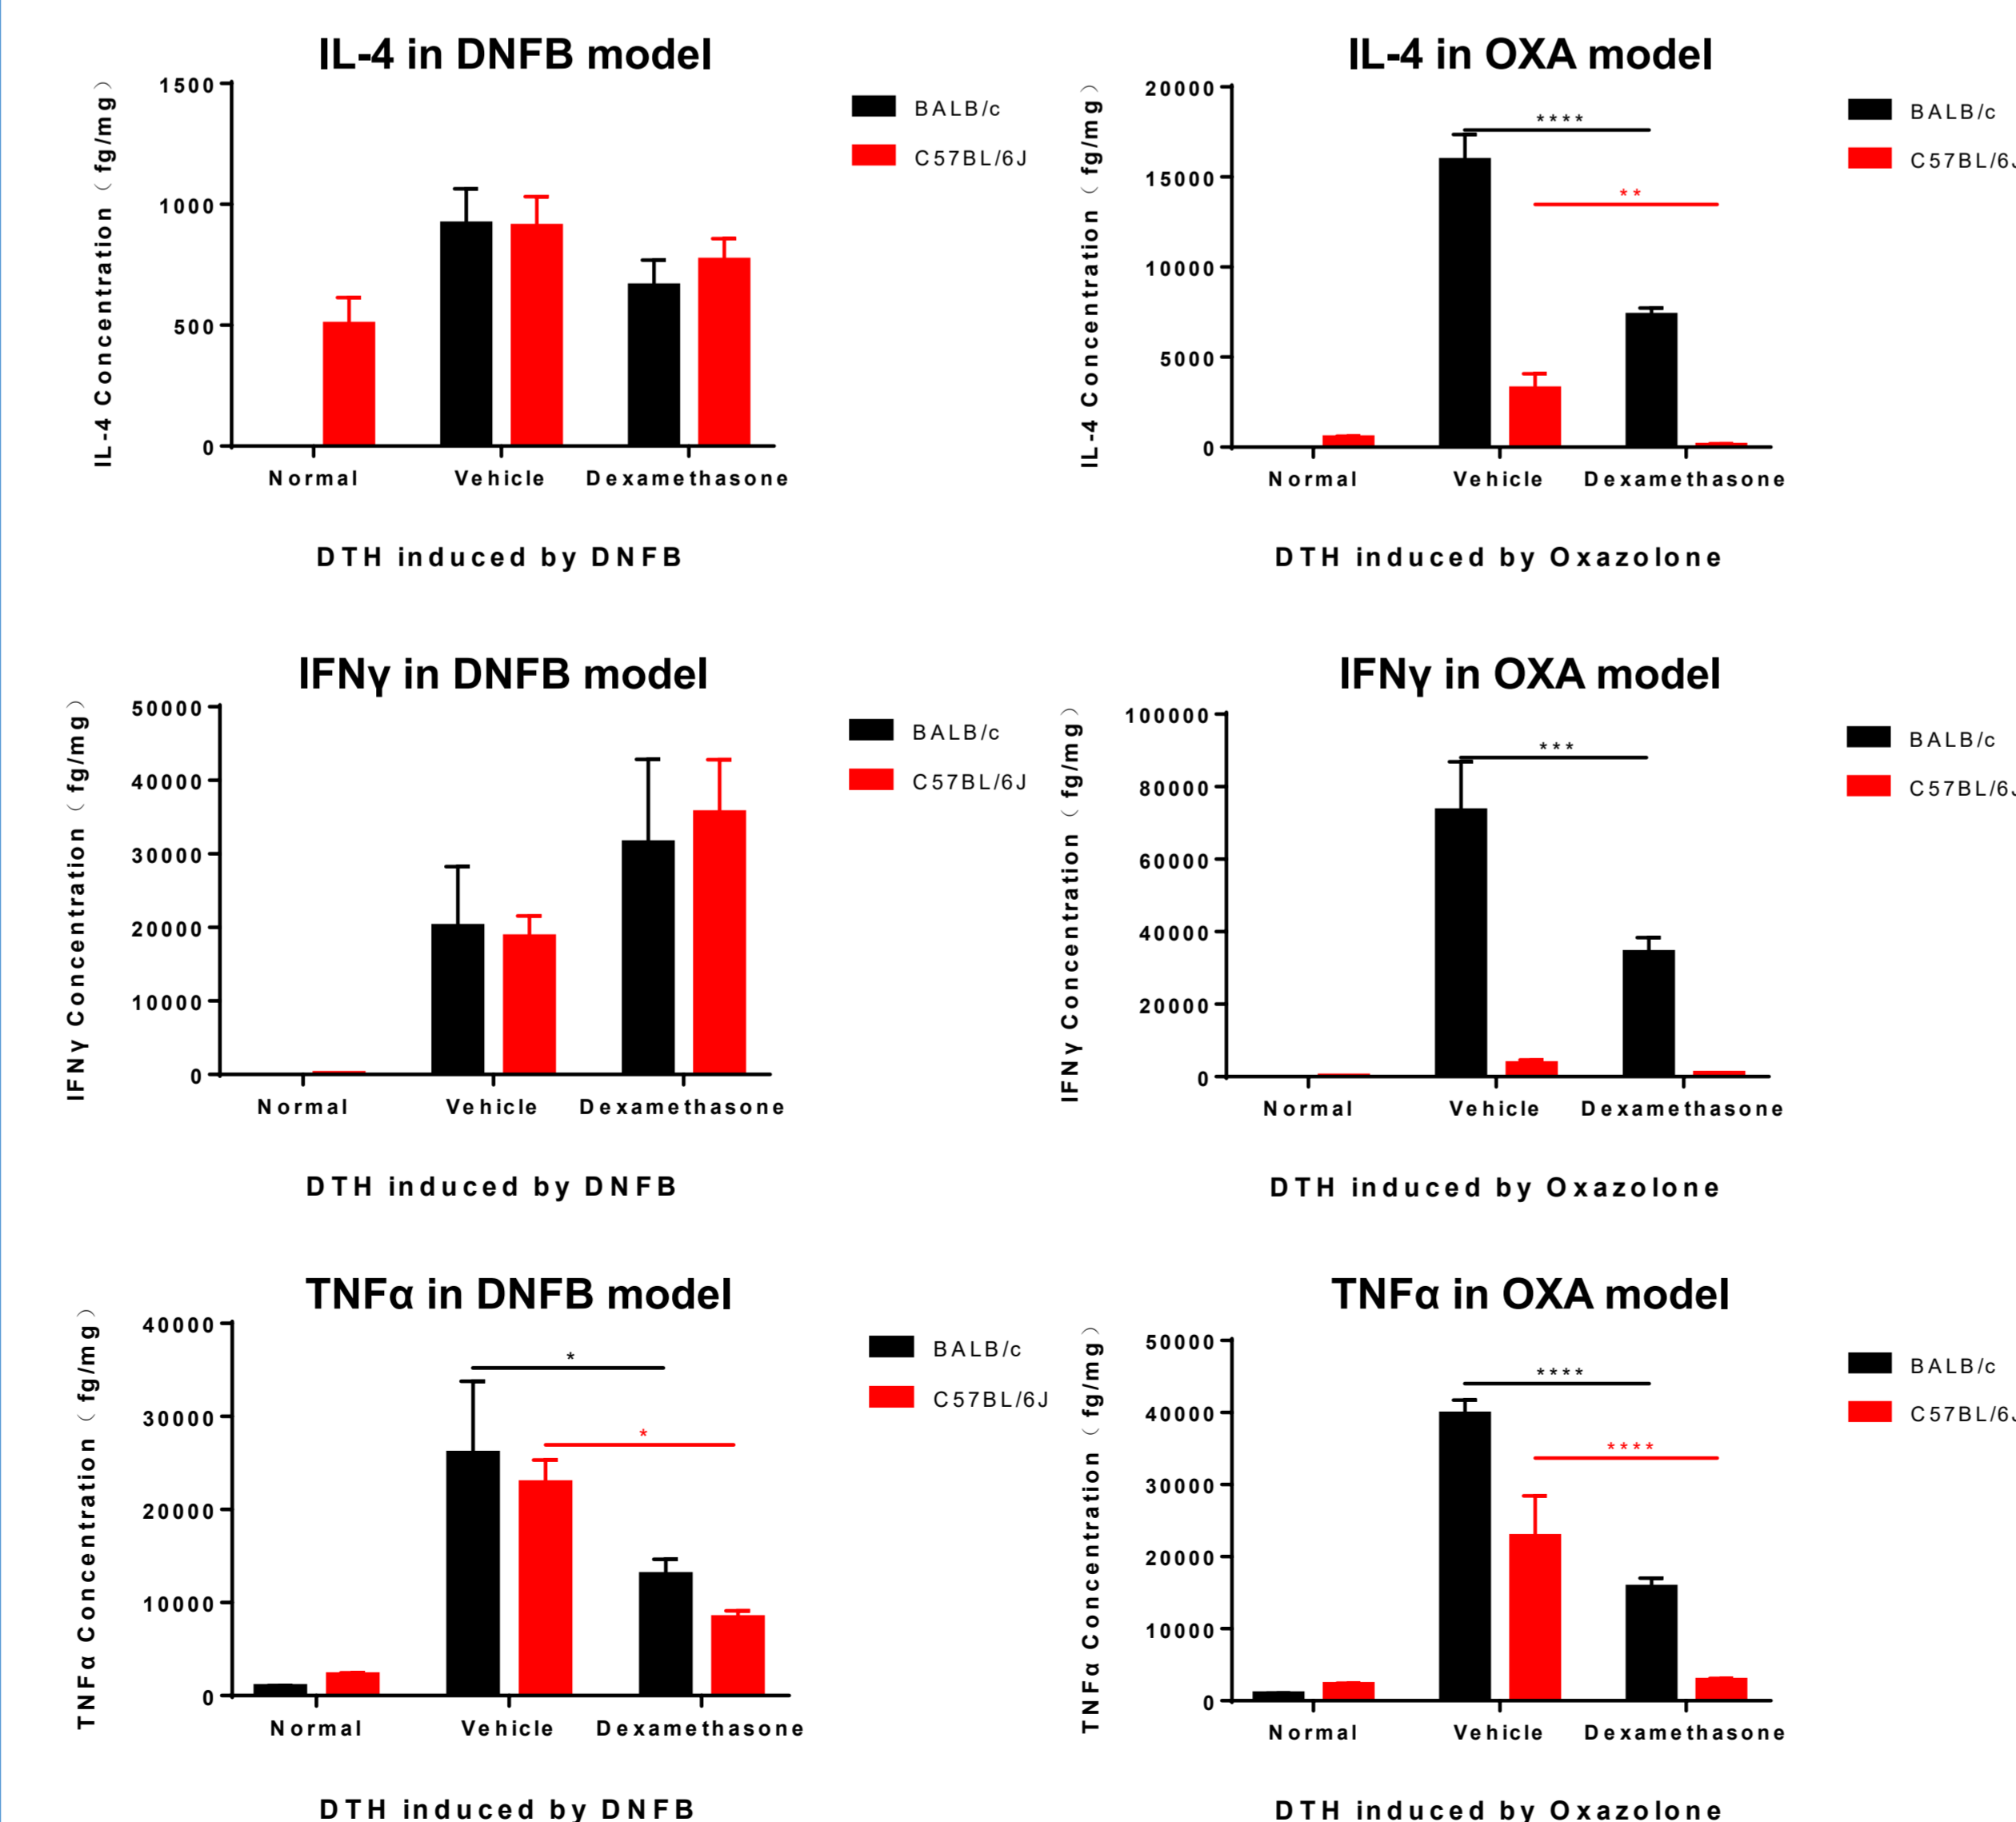 IL-4 in DNFB model
IL-4 Concentration（fg/mg）
1500
1000
500
0
BALB/c
C57BL/6J
Normal
Vehicle
Dexamethasone
DTH induced by DNFB
IL-4 in OXA model
IL-4 Concentration（fg/mg）
20000
15000
10000
5000
0
****
**
BALB/c
C57BL/6J
Normal
Vehicle
Dexamethasone
DTH induced by Oxazolone
IFNγ in DNFB model
IFNγ Concentration（fg/mg）
50000
40000
30000
20000
10000
0
BALB/c
C57BL/6J
Normal
Vehicle
Dexamethasone
DTH induced by DNFB
IFNγ in OXA model
IFNγ Concentration（fg/mg）
100000
80000
60000
40000
20000
0
***
BALB/c
C57BL/6J
Normal
Vehicle
Dexamethasone
DTH induced by Oxazolone
TNFα in DNFB model
TNFα Concentration（fg/mg）
40000
30000
20000
10000
0
*
*
BALB/c
C57BL/6J
Normal
Vehicle
Dexamethasone
DTH induced by DNFB
TNFα in OXA model
TNFα Concentration（fg/mg）
50000
40000
30000
20000
10000
0
****
****
BALB/c
C57BL/6J
Normal
Vehicle
Dexamethasone
DTH induced by Oxazolone